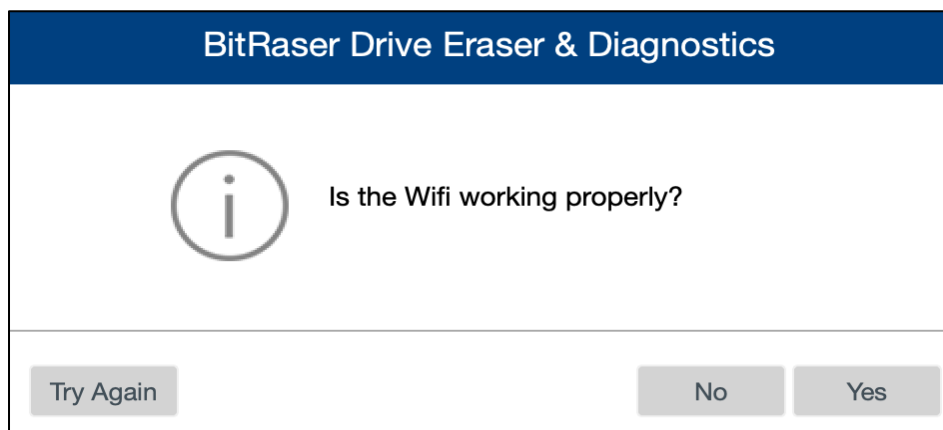 BitRaser Drive Eraser & Diagnostics
Is the Wifi working properly?
Try Again
No
Yes